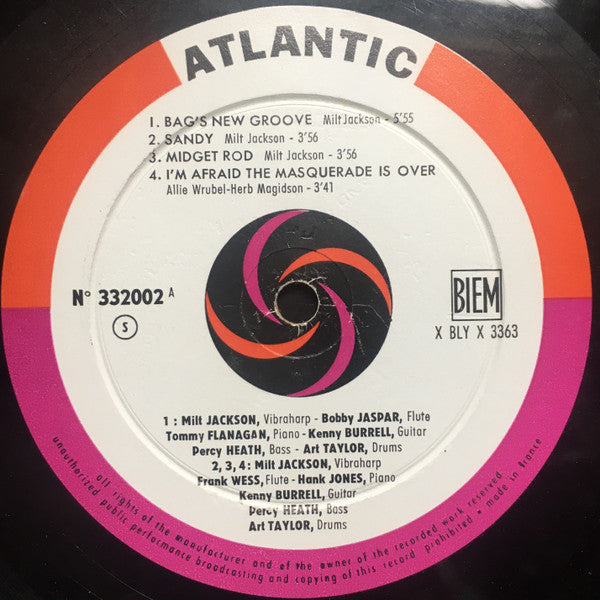 ATLANTIC
1. BAG'S NEW GROOVE Milt Jackson - 5'55
2. SANDY Milt Jackson - 3'56
3. MIDGET ROD Milt Jackson - 3'56
4. I'M AFRAID THE MASQUERADE IS OVER
Allie Wrubel-Herb Magidson - 3'41
N° 332002 A
S
BIEM
X BLY X 3363
1 : Milt JACKSON, Vibraharp - Bobby JASPAR, Flute
Tommy FLANAGAN, Piano - Kenny BURRELL, Guitar
Percy HEATH, Bass - Art TAYLOR, Drums
2, 3, 4 : Milt JACKSON, Vibraharp
Frank WESS, Flute - Hank JONES, Piano
Kenny BURRELL, Guitar
Percy HEATH, Bass
Art TAYLOR, Drums
all rights of the manufacturer and of the owner of the recorded work reserved
unauthorized public performance broadcasting and copying of this record prohibited • made in france